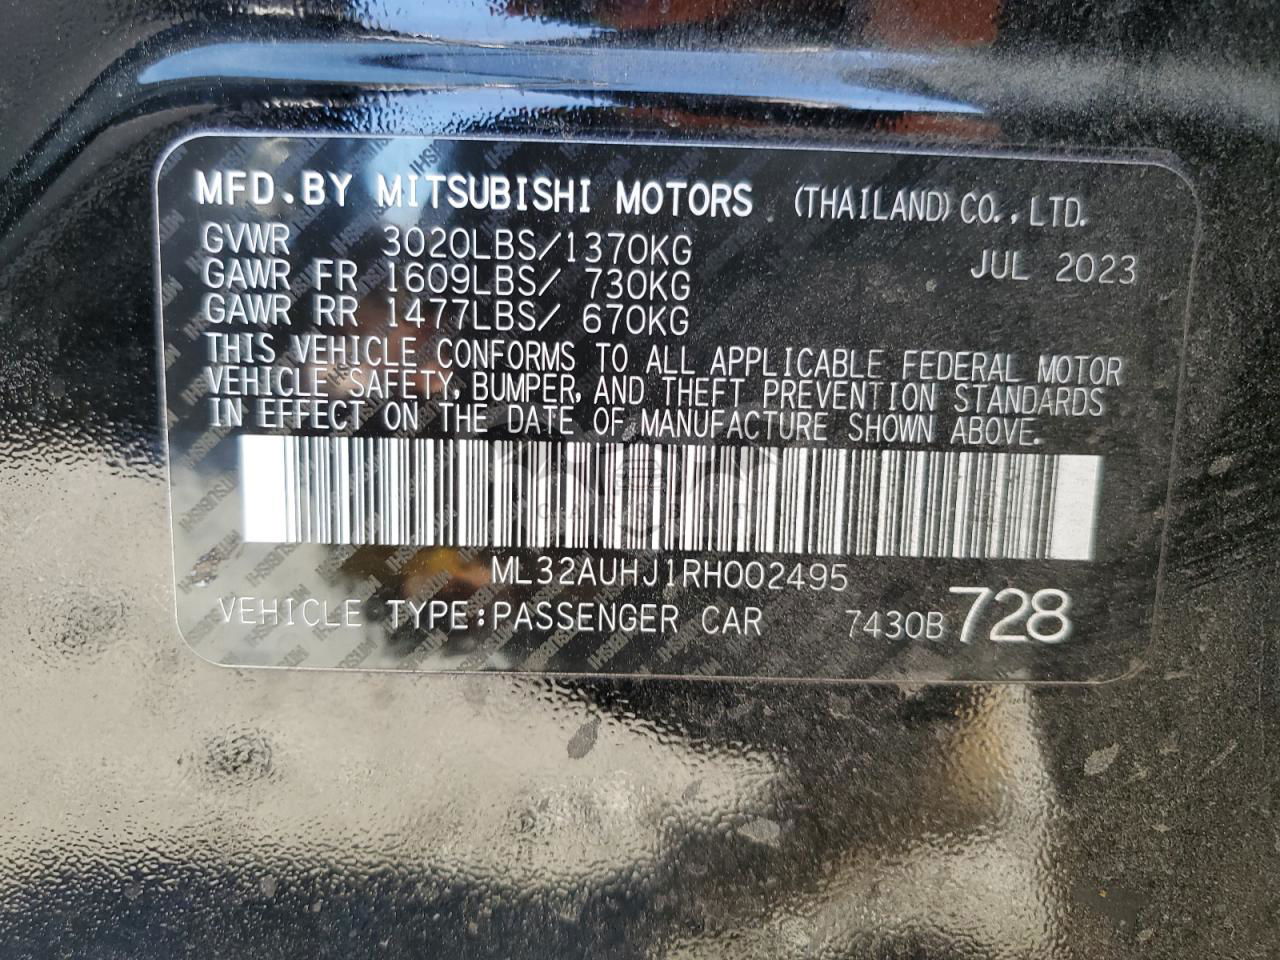 MFD.BY MITSUBISHI MOTORS (THAILAND) CO.,LTD.
GVWR 3020LBS/1370KG JUL 2023
GAWR FR 1609LBS/ 730KG
GAWR RR 1477LBS/ 670KG
THIS VEHICLE CONFORMS TO ALL APPLICABLE FEDERAL MOTOR
VEHICLE SAFETY, BUMPER, AND THEFT PREVENTION STANDARDS
IN EFFECT ON THE DATE OF MANUFACTURE SHOWN ABOVE.
ML32AUHJ1RH002495
VEHICLE TYPE:PASSENGER CAR 7430B 728